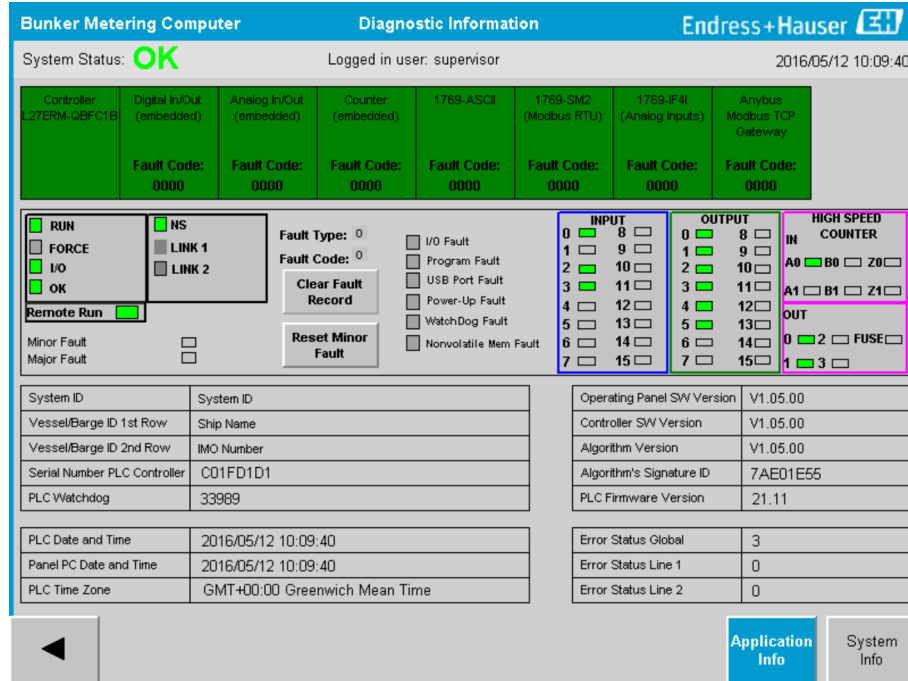 Bunker Metering Computer
Diagnostic Information
Endress+Hauser EH
System Status: OK
Logged in user: supervisor
2016/05/12 10:09:40
Controller
L27ERM-QBFC1B
Digital In/Out
(embedded)
Fault Code:
0000
Analog In/Out
(embedded)
Fault Code:
0000
Counter
(embedded)
Fault Code:
0000
1769-ASCII
Fault Code:
0000
1769-SM2
(Modbus RTU)
Fault Code:
0000
1769-IF4I
(Analog Inputs)
Fault Code:
0000
Anybus
Modbus TCP
Gateway
Fault Code:
0000
RUN
FORCE
I/O
OK
Remote Run
Minor Fault
Major Fault
NS
LINK 1
LINK 2
Fault Type: 0
Fault Code: 0
Clear Fault
Record
Reset Minor
Fault
I/O Fault
Program Fault
USB Port Fault
Power-Up Fault
WatchDog Fault
Nonvolatile Mem Fault
INPUT
0 8
1 9
2 10
3 11
4 12
5 13
6 14
7 15
OUTPUT
0 8
1 9
2 10
3 11
4 12
5 13
6 14
7 15
HIGH SPEED
COUNTER
IN
A0 B0 Z0
A1 B1 Z1
OUT
0 2 FUSE
1 3
System ID System ID
Vessel/Barge ID 1st Row Ship Name
Vessel/Barge ID 2nd Row IMO Number
Serial Number PLC Controller C01FD1D1
PLC Watchdog 33989
Operating Panel SW Version V1.05.00
Controller SW Version V1.05.00
Algorithm Version V1.05.00
Algorithm's Signature ID 7AE01E55
PLC Firmware Version 21.11
PLC Date and Time 2016/05/12 10:09:40
Panel PC Date and Time 2016/05/12 10:09:40
PLC Time Zone GMT+00:00 Greenwich Mean Time
Error Status Global 3
Error Status Line 1 0
Error Status Line 2 0
Application
Info
System
Info